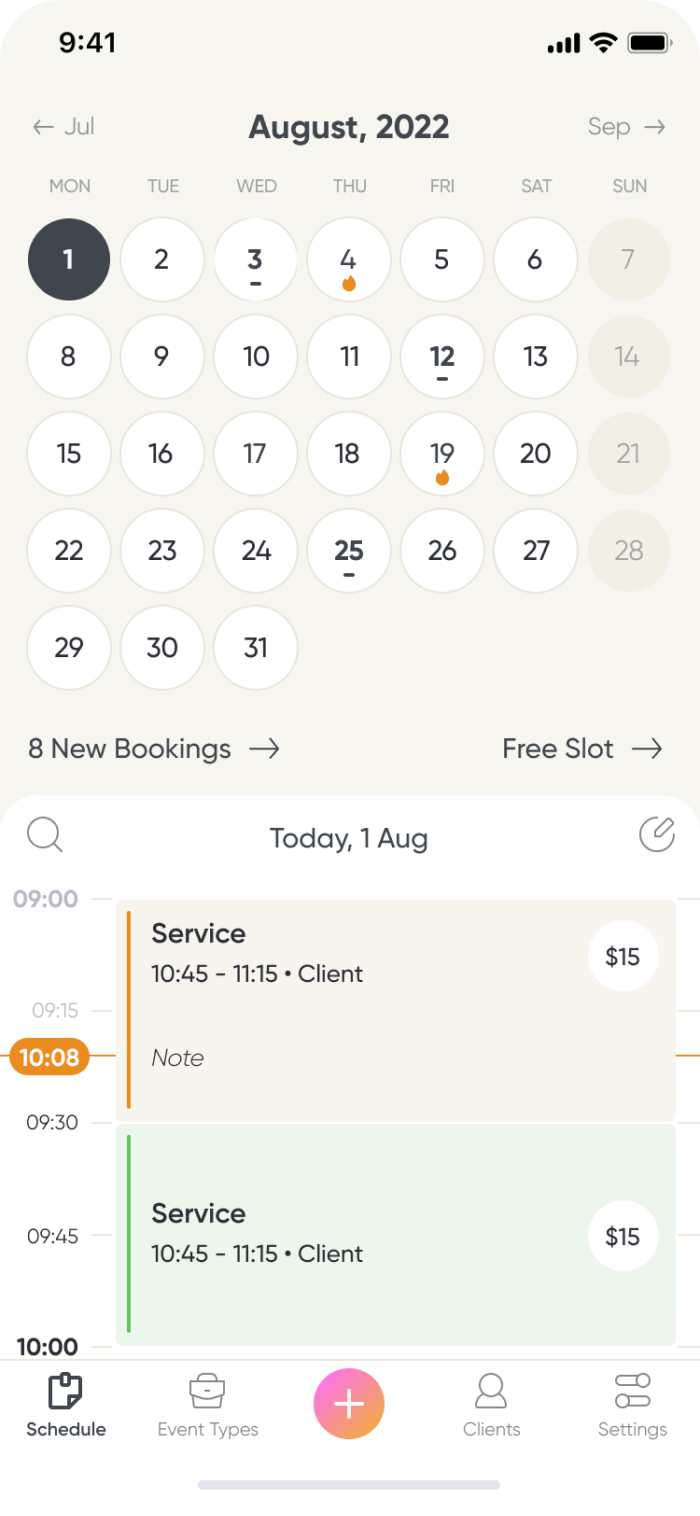 9:41
← Jul August, 2022 Sep →
MON TUE WED THU FRI SAT SUN
1 2 3 4 5 6 7
8 9 10 11 12 13 14
15 16 17 18 19 20 21
22 23 24 25 26 27 28
29 30 31
8 New Bookings → Free Slot →
Today, 1 Aug
09:00
Service
10:45 - 11:15 • Client
$15
09:15
10:08
Note
09:30
Service
10:45 - 11:15 • Client
$15
09:45
10:00
Schedule Event Types + Clients Settings